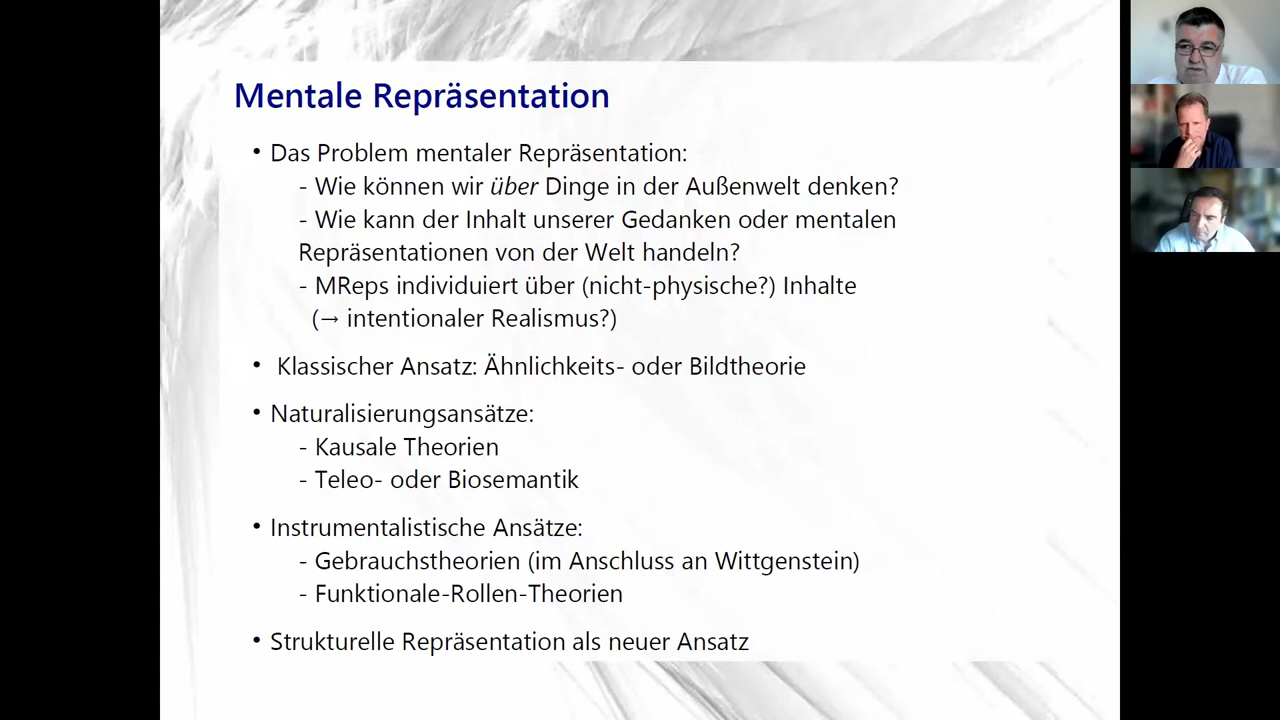 Mentale Repräsentation
• Das Problem mentaler Repräsentation:
- Wie können wir über Dinge in der Außenwelt denken?
- Wie kann der Inhalt unserer Gedanken oder mentalen
Repräsentationen von der Welt handeln?
- MReps individuiert über (nicht-physische?) Inhalte
(→ intentionaler Realismus?)
• Klassischer Ansatz: Ähnlichkeits- oder Bildtheorie
• Naturalisierungsansätze:
- Kausale Theorien
- Teleo- oder Biosemantik
• Instrumentalistische Ansätze:
- Gebrauchstheorien (im Anschluss an Wittgenstein)
- Funktionale-Rollen-Theorien
• Strukturelle Repräsentation als neuer Ansatz